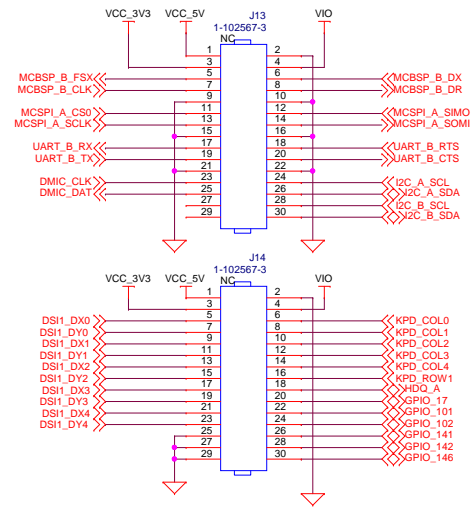 VCC_3V3 VCC_5V J13 VIO
1-102567-3
NC
1 2
3 4
MCBSP_B_FSX 5 6 MCBSP_B_DX
MCBSP_B_CLK 7 8 MCBSP_B_DR
9 10
MCSPI_A_CS0 11 12 MCSPI_A_SIMO
MCSPI_A_SCLK 13 14 MCSPI_A_SOMI
15 16
UART_B_RX 17 18 UART_B_RTS
UART_B_TX 19 20 UART_B_CTS
21 22
DMIC_CLK 23 24 I2C_A_SCL
DMIC_DAT 25 26 I2C_A_SDA
27 28 I2C_B_SCL
29 30 I2C_B_SDA
J14
VCC_3V3 VCC_5V 1-102567-3 VIO
NC
1 2
3 4
DSI1_DX0 5 6 KPD_COL0
DSI1_DY0 7 8 KPD_COL1
DSI1_DX1 9 10 KPD_COL2
DSI1_DY1 11 12 KPD_COL3
DSI1_DX2 13 14 KPD_COL4
DSI1_DY2 15 16 KPD_ROW1
DSI1_DX3 17 18 HDQ_A
DSI1_DY3 19 20 GPIO_17
DSI1_DX4 21 22 GPIO_101
DSI1_DY4 23 24 GPIO_102
25 26 GPIO_141
27 28 GPIO_142
29 30 GPIO_146